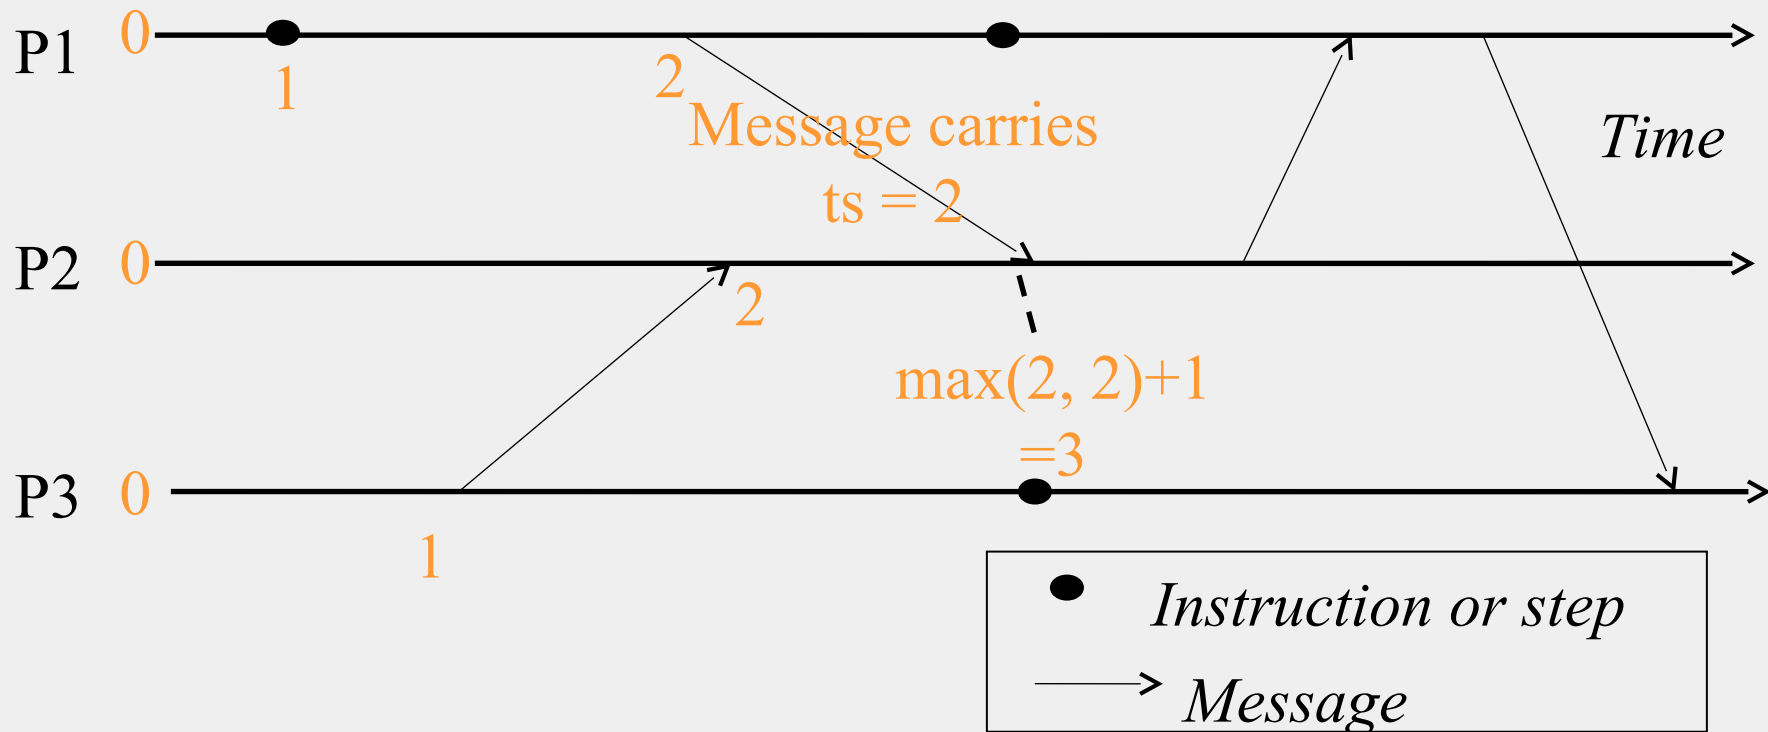 P1 0
1
2
Message carries
ts = 2
Time
P2 0
2
max(2, 2)+1
=3
P3 0
1
Instruction or step
Message